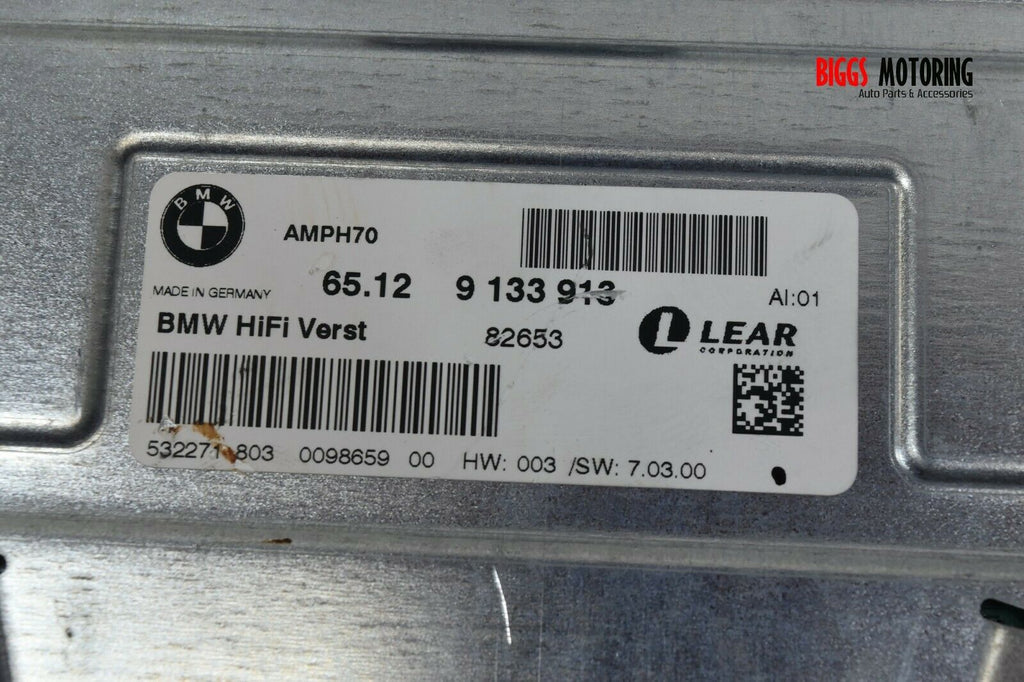 BIGGS MOTORING
Auto Parts & Accessories
BMW
AMPH70
MADE IN GERMANY
65.12 9 133 913
AI:01
BMW HiFi Verst
82653
L LEAR
CORPORATION
532271 803 0098659 00 HW: 003 /SW: 7.03.00